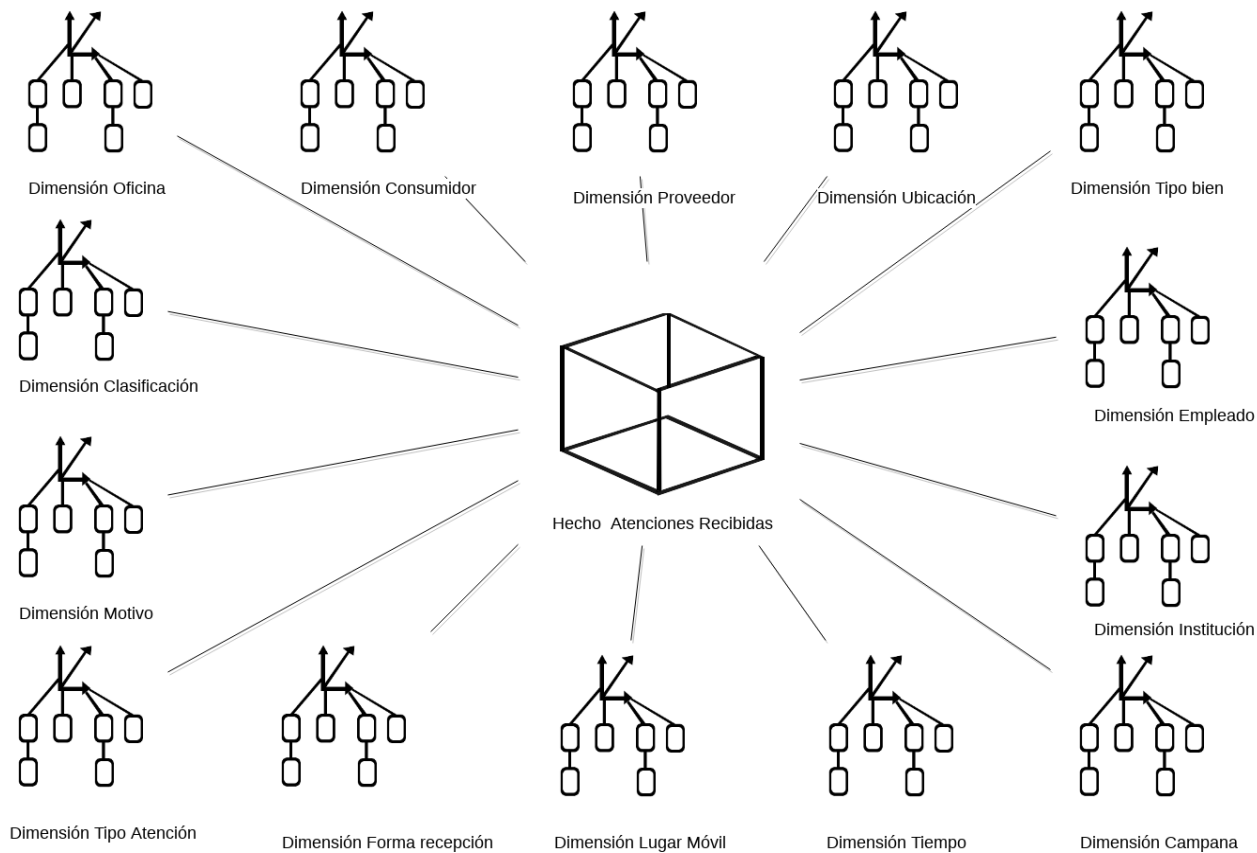 Dimensión Oficina
Dimensión Consumidor
Dimensión Proveedor
Dimensión Ubicación
Dimensión Tipo bien
Dimensión Clasificación
Dimensión Empleado
Hecho  Atenciones Recibidas
Dimensión Motivo
Dimensión Institución
Dimensión Tipo Atención
Dimensión Forma recepción
Dimensión Lugar Móvil
Dimensión Tiempo
Dimensión Campana